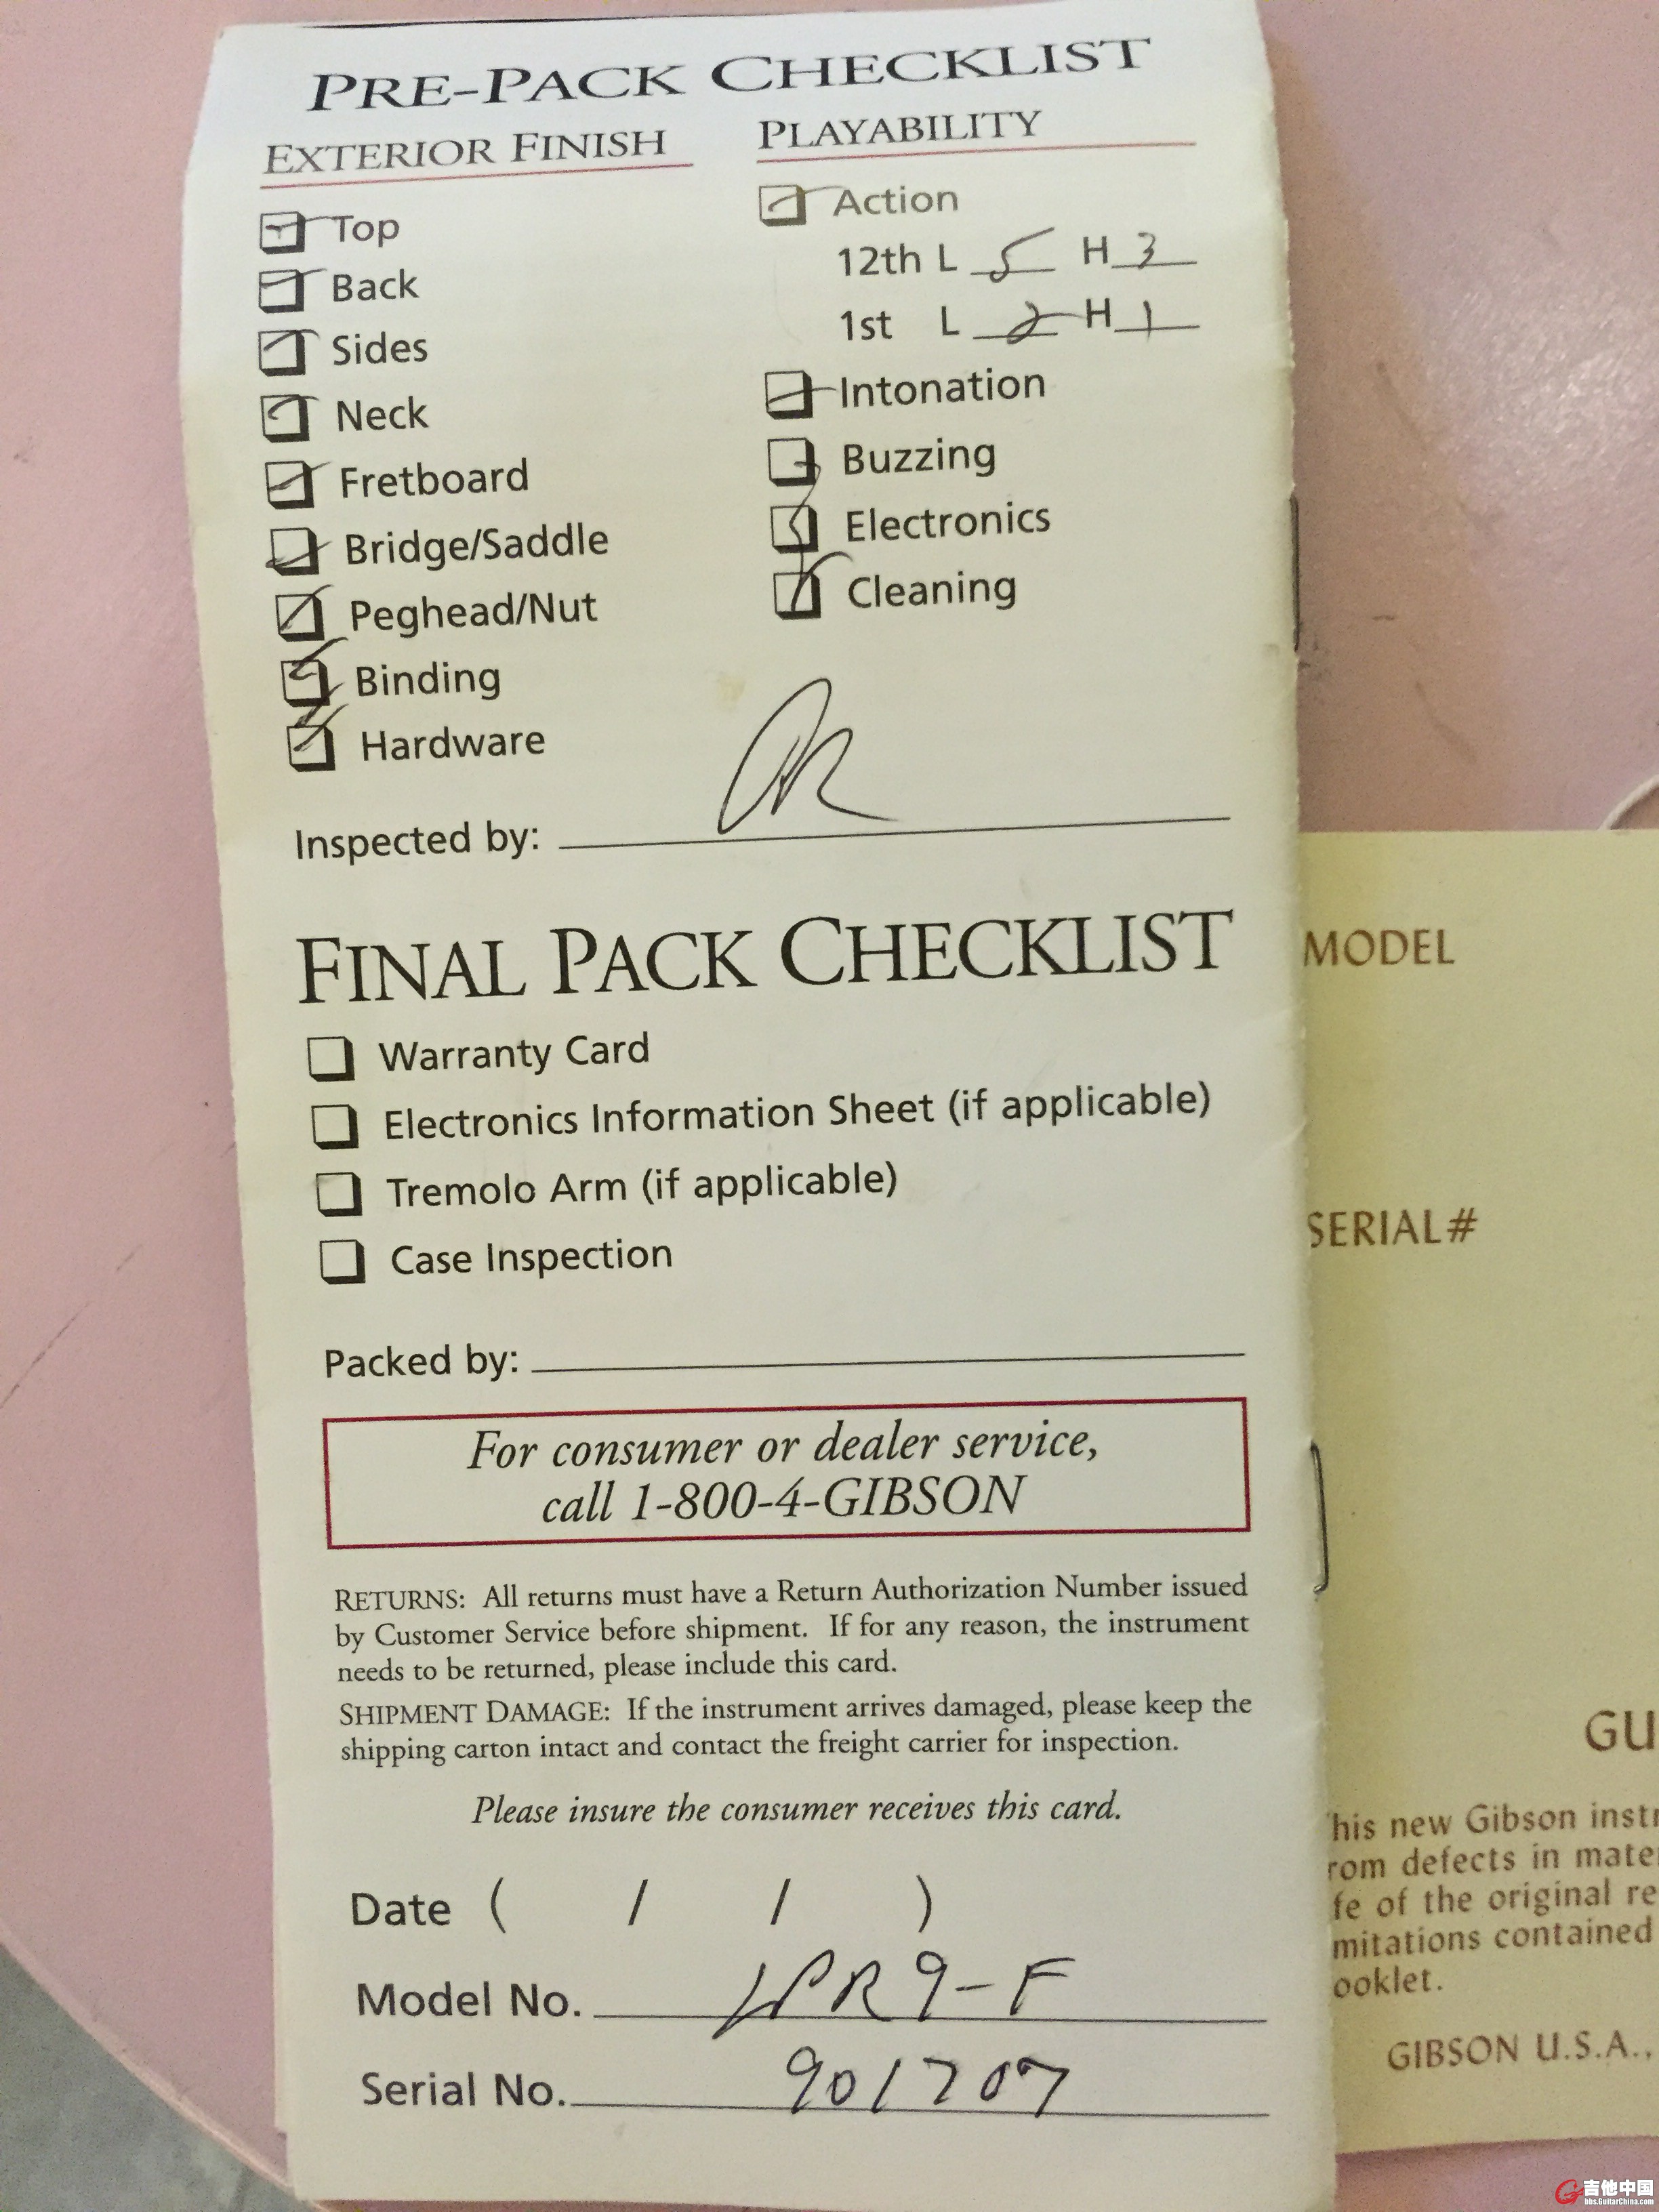 PRE-PACK CHECKLIST
EXTERIOR FINISH
Top
Back
Sides
Neck
Fretboard
Bridge/Saddle
Peghead/Nut
Binding
Hardware
PLAYABILITY
Action
12th L 5 H 3
1st L 2 H 1
Intonation
Buzzing
Electronics
Cleaning
Inspected by:
FINAL PACK CHECKLIST
Warranty Card
Electronics Information Sheet (if applicable)
Tremolo Arm (if applicable)
Case Inspection
Packed by:
For consumer or dealer service,
call 1-800-4-GIBSON
RETURNS: All returns must have a Return Authorization Number issued
by Customer Service before shipment. If for any reason, the instrument
needs to be returned, please include this card.
SHIPMENT DAMAGE: If the instrument arrives damaged, please keep the
shipping carton intact and contact the freight carrier for inspection.
Please insure the consumer receives this card.
Date ( / / )
Model No. LPR9-F
Serial No. 901707
MODEL
SERIAL#
GU
his new Gibson instr
rom defects in mate
fe of the original re
mitations contained
ooklet.
GIBSON U.S.A.,
吉他中国
bbs.GuitarChina.com